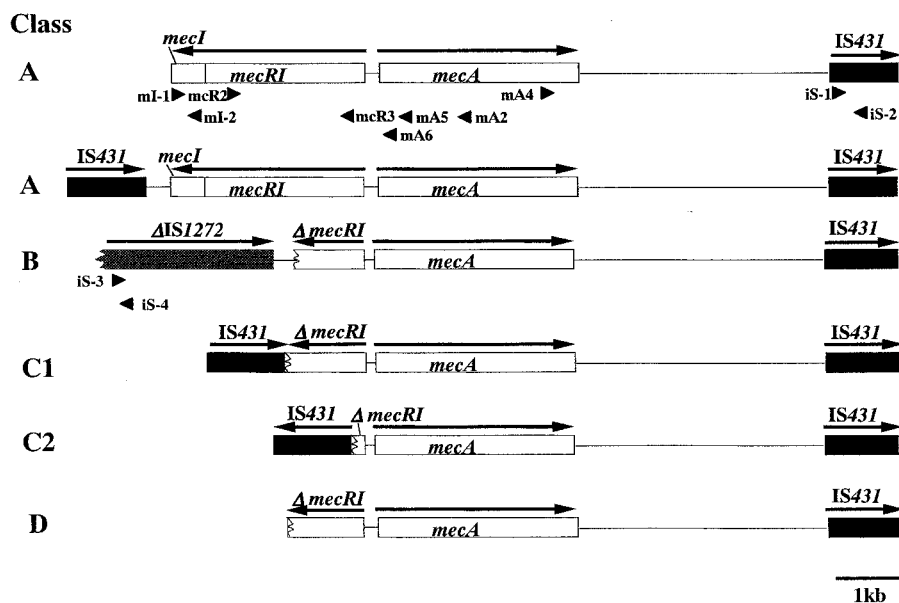 Class
mecI IS431
A mecRI mecA
mI-1 mcR2 mA4 iS-1
mI-2 mcR3 mA5 mA2 iS-2
mA6
IS431 mecI IS431
A mecRI mecA
ΔIS1272 ΔmecRI IS431
B mecA
iS-3
iS-4
IS431 ΔmecRI IS431
C1 mecA
IS431 ΔmecRI IS431
C2 mecA
ΔmecRI IS431
D mecA
1kb